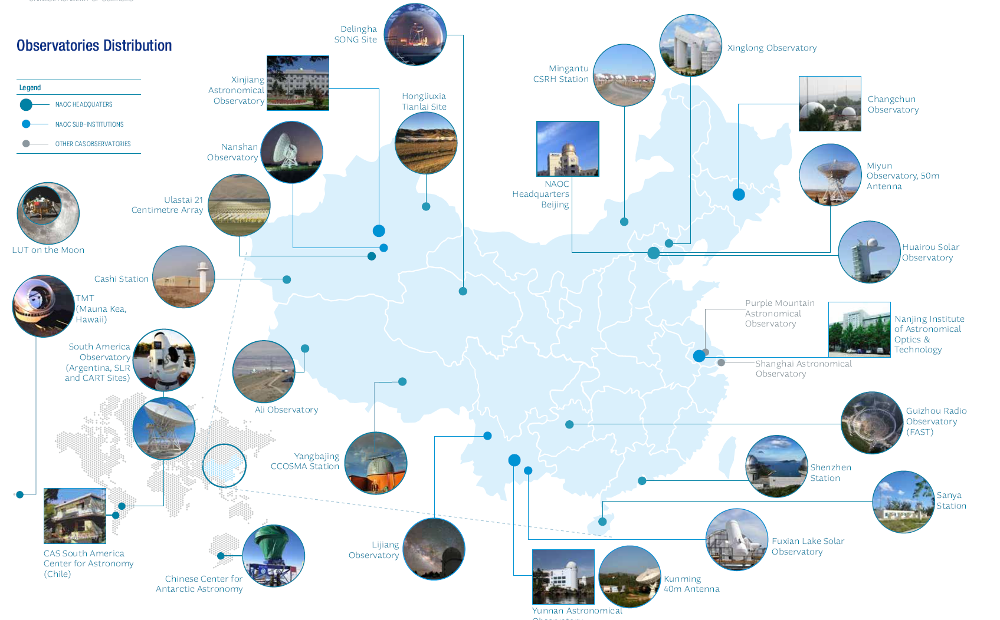 CHINESE ACADEMY OF SCIENCES
Observatories Distribution
Legend
NAOC HEADQUATERS
NAOC SUB-INSTITUTIONS
OTHER CAS OBSERVATORIES
Delingha
SONG Site
Xinjiang
Astronomical
Observatory
Hongliuxia
Tianlai Site
Nanshan
Observatory
Ulastai 21
Centimetre Array
LUT on the Moon
Cashi Station
TMT
(Mauna Kea,
Hawaii)
South America
Observatory
(Argentina, SLR
and CART Sites)
Ali Observatory
Yangbajing
CCOSMA Station
CAS South America
Center for Astronomy
(Chile)
Chinese Center for
Antarctic Astronomy
Lijiang
Observatory
Mingantu
CSRH Station
Xinglong Observatory
Changchun
Observatory
NAOC
Headquarters
Beijing
Miyun
Observatory, 50m
Antenna
Huairou Solar
Observatory
Purple Mountain
Astronomical
Observatory
Nanjing Institute
of Astronomical
Optics &
Technology
Shanghai Astronomical
Observatory
Guizhou Radio
Observatory
(FAST)
Shenzhen
Station
Sanya
Station
Fuxian Lake Solar
Observatory
Kunming
40m Antenna
Yunnan Astronomical